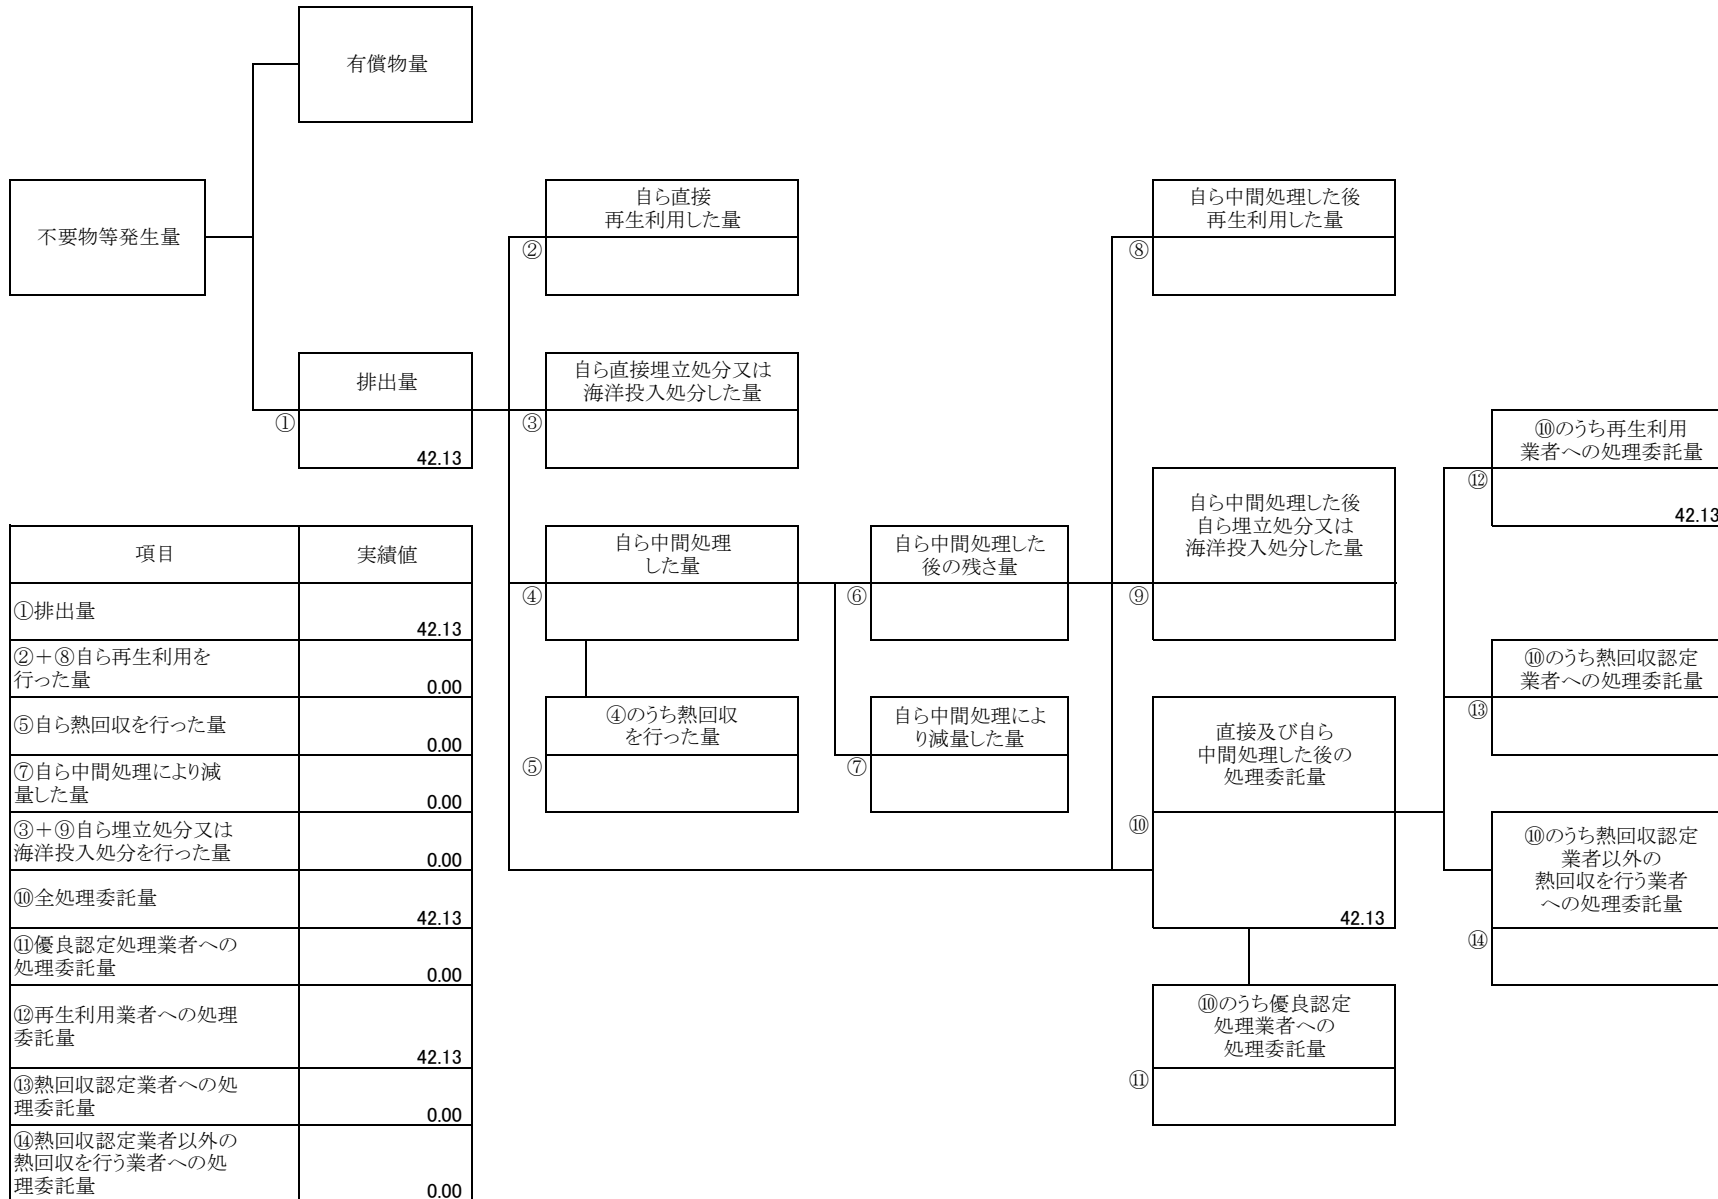 有償物量
不要物等発生量
自ら直接
再生利用した量
②
自ら中間処理した後
再生利用した量
⑧
排出量
①
42.13
自ら直接埋立処分又は
海洋投入処分した量
③
⑩のうち再生利用
業者への処理委託量
⑫
42.13
自ら中間処理
した量
④
自ら中間処理した
後の残さ量
⑥
自ら中間処理した後
自ら埋立処分又は
海洋投入処分した量
⑨
⑩のうち熱回収認定
業者への処理委託量
⑬
④のうち熱回収
を行った量
⑤
自ら中間処理によ
り減量した量
⑦
直接及び自ら
中間処理した後の
処理委託量
⑩
42.13
⑩のうち熱回収認定
業者以外の
熱回収を行う業者
への処理委託量
⑭
⑩のうち優良認定
処理業者への
処理委託量
⑪
項目 実績値
①排出量
42.13
②+⑧自ら再生利用を
行った量
0.00
⑤自ら熱回収を行った量
0.00
⑦自ら中間処理により減
量した量
0.00
③+⑨自ら埋立処分又は
海洋投入処分を行った量
0.00
⑩全処理委託量
42.13
⑪優良認定処理業者への
処理委託量
0.00
⑫再生利用業者への処理
委託量
42.13
⑬熱回収認定業者への処
理委託量
0.00
⑭熱回収認定業者以外の
熱回収を行う業者への処
理委託量
0.00